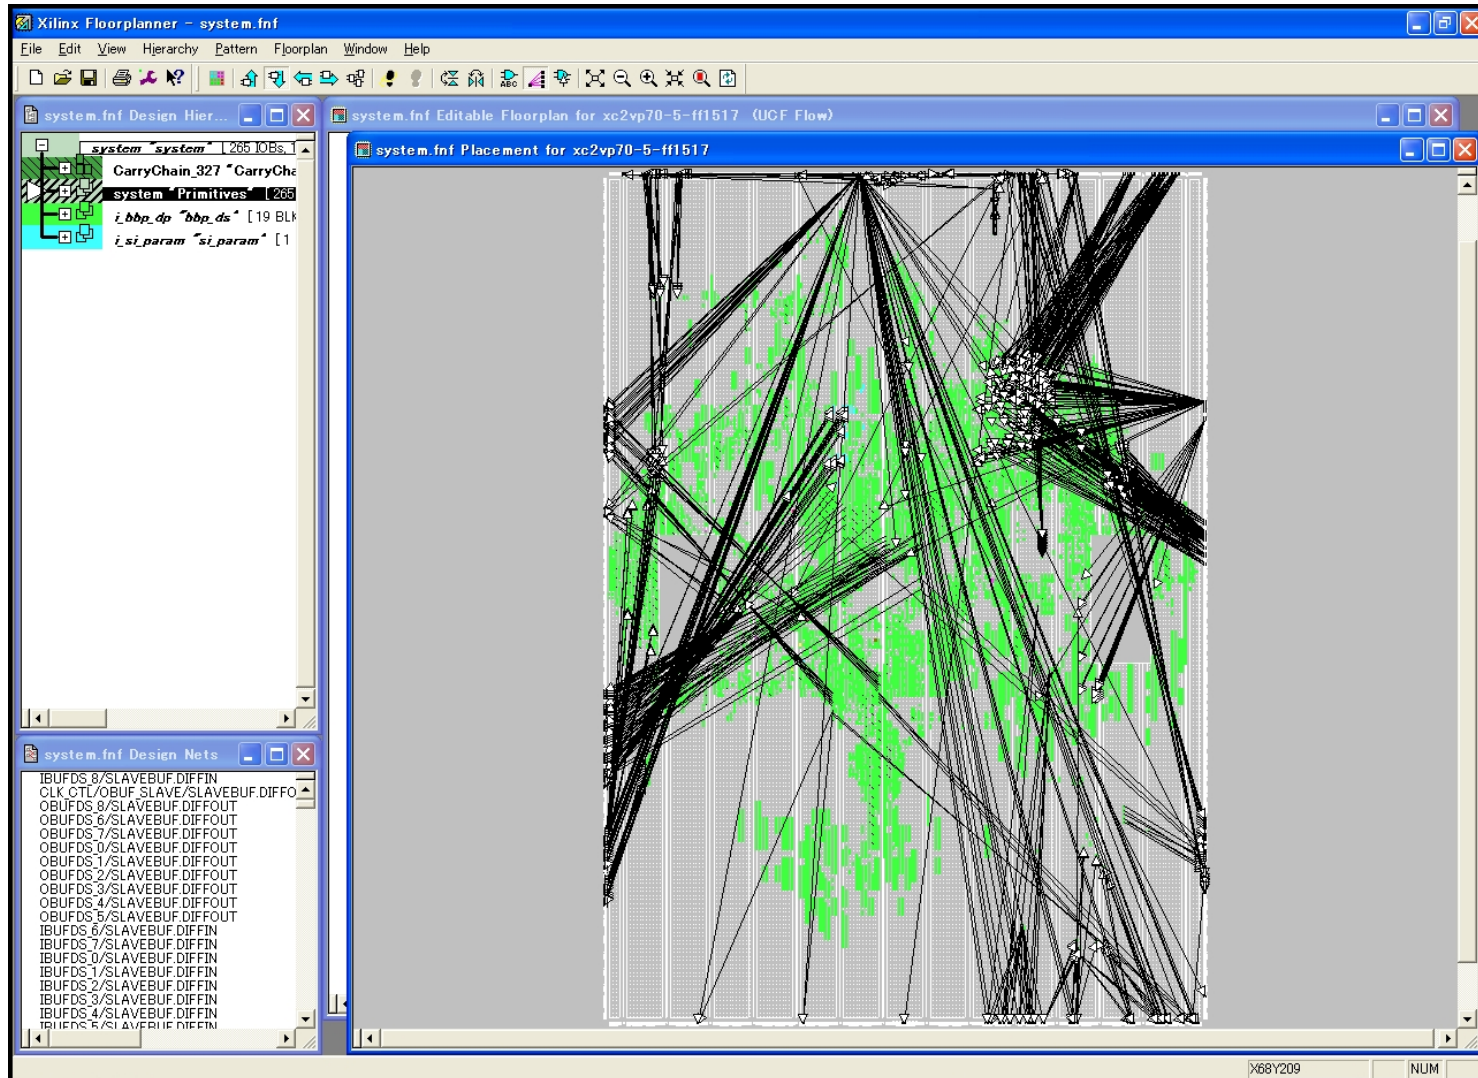 Xilinx Floorplanner - system.fnf
File Edit View Hierarchy Pattern Floorplan Window Help
ABC
system.fnf Design Hier...
system "system" [ 265 IOBs, 1
CarryChain_327 "CarryCha
system "Primitives" [ 265
i_bbp_dp "bbp_ds" [ 19 BLK
i_si_param "si_param" [ 1
system.fnf Design Nets
IBUFDS_8/SLAVEBUF.DIFFIN
CLK_CTL/OBUF_SLAVE/SLAVEBUF.DIFFO
OBUFDS_8/SLAVEBUF.DIFFOUT
OBUFDS_6/SLAVEBUF.DIFFOUT
OBUFDS_7/SLAVEBUF.DIFFOUT
OBUFDS_0/SLAVEBUF.DIFFOUT
OBUFDS_1/SLAVEBUF.DIFFOUT
OBUFDS_2/SLAVEBUF.DIFFOUT
OBUFDS_3/SLAVEBUF.DIFFOUT
OBUFDS_4/SLAVEBUF.DIFFOUT
OBUFDS_5/SLAVEBUF.DIFFOUT
IBUFDS_6/SLAVEBUF.DIFFIN
IBUFDS_7/SLAVEBUF.DIFFIN
IBUFDS_0/SLAVEBUF.DIFFIN
IBUFDS_1/SLAVEBUF.DIFFIN
IBUFDS_2/SLAVEBUF.DIFFIN
IBUFDS_3/SLAVEBUF.DIFFIN
IBUFDS_4/SLAVEBUF.DIFFIN
IBUFDS_5/SLAVEBUF.DIFFIN
system.fnf Editable Floorplan for xc2vp70-5-ff1517 (UCF Flow)
system.fnf Placement for xc2vp70-5-ff1517
X68Y209
NUM